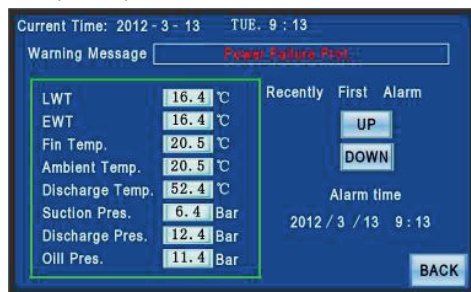 Current Time: 2012 - 3 - 13 TUE. 9 : 13
Warning Message Power Failure Prot.
LWT 16.4 ℃
EWT 16.4 ℃
Fin Temp. 20.5 ℃
Ambient Temp. 20.5 ℃
Discharge Temp. 52.4 ℃
Suction Pres. 6.4 Bar
Discharge Pres. 12.4 Bar
Oill Pres. 11.4 Bar
Recently First Alarm
UP
DOWN
Alarm time
2012 / 3 / 13 9 : 13
BACK